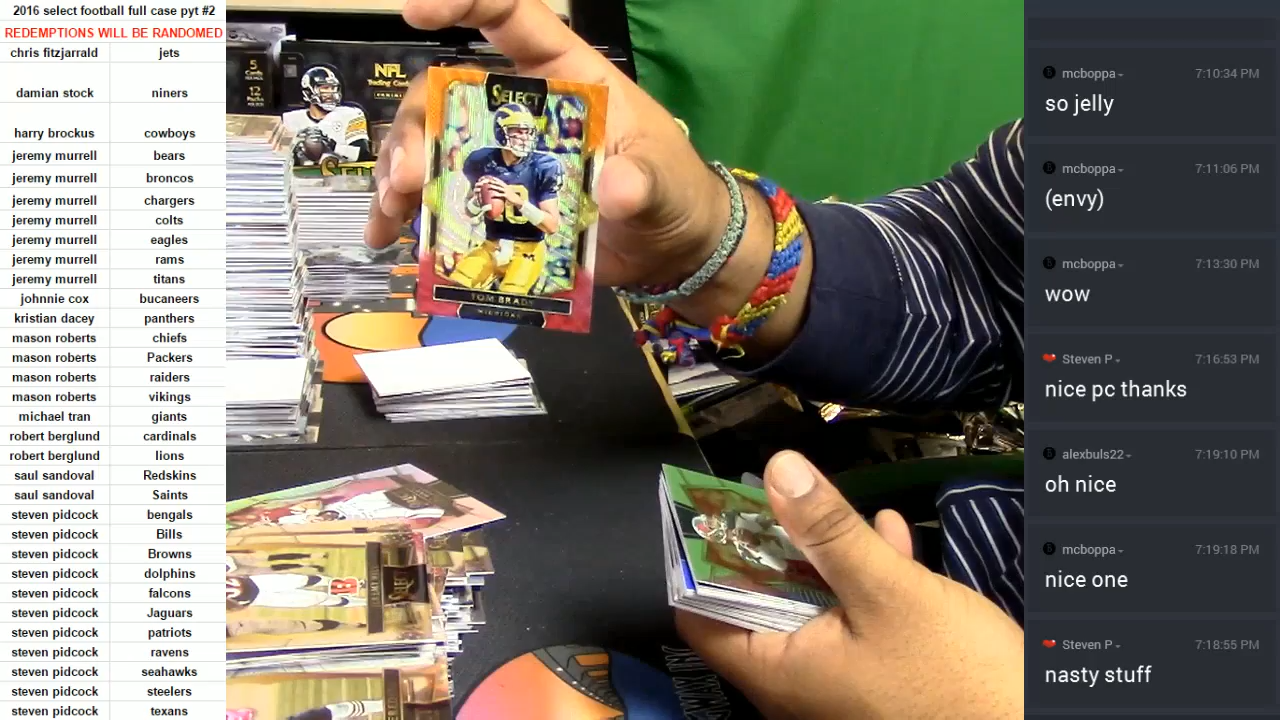 2016 select football full case pyt #2
REDEMPTIONS WILL BE RANDOMED
chris fitzjarrald jets
damian stock niners
harry brockus cowboys
jeremy murrell bears
jeremy murrell broncos
jeremy murrell chargers
jeremy murrell colts
jeremy murrell eagles
jeremy murrell rams
jeremy murrell titans
johnnie cox bucaneers
kristian dacey panthers
mason roberts chiefs
mason roberts Packers
mason roberts raiders
mason roberts vikings
michael tran giants
robert berglund cardinals
robert berglund lions
saul sandoval Redskins
saul sandoval Saints
steven pidcock bengals
steven pidcock Bills
steven pidcock Browns
steven pidcock dolphins
steven pidcock falcons
steven pidcock Jaguars
steven pidcock patriots
steven pidcock ravens
steven pidcock seahawks
steven pidcock steelers
steven pidcock texans
5
Cards
12
Packs
NFL
Trading Cards
PANINI
SELECT
TOM BRADY
mcboppa 7:10:34 PM
so jelly
mcboppa 7:11:06 PM
(envy)
mcboppa 7:13:30 PM
wow
Steven P 7:16:53 PM
nice pc thanks
alexbuls22 7:19:10 PM
oh nice
mcboppa 7:19:18 PM
nice one
Steven P 7:18:55 PM
nasty stuff